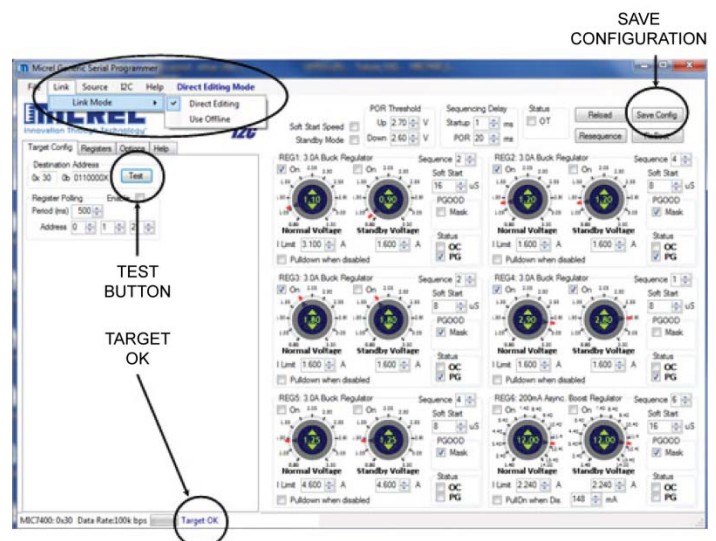 SAVE
CONFIGURATION
Micrel Generic Serial Programmer
File Link Source I2C Help Direct Editing Mode
Link Mode
Direct Editing
Use Offline
MICREL
Innovation Through Technology
I2C
Soft Start Speed
Standby Mode
POR Threshold
Up 2.70 V
Down 2.60 V
Sequencing Delay
Startup 1 ms
POR 20 ms
Status
OT
Reload
Save Config
Resequence
Target Config Registers Options Help
Destination Address
0x 30 0b 0110000X
Test
Register Polling
Enable
Period (ms) 500
Address 0 1 2
TEST
BUTTON
TARGET
OK
REG1: 3.0A Buck Regulator
Sequence 2
On
On
Soft Start
16 uS
1.10
0.90
PGOOD
Mask
Normal Voltage
Standby Voltage
I Limit 3.100 A
1.600 A
Status
OC
PG
Pulldown when disabled
REG2: 3.0A Buck Regulator
Sequence 4
On
On
Soft Start
8 uS
1.20
1.20
PGOOD
Mask
Normal Voltage
Standby Voltage
I Limit 1.600 A
1.600 A
Status
OC
PG
Pulldown when disabled
REG3: 3.0A Buck Regulator
Sequence 2
On
On
Soft Start
8 uS
1.80
1.80
PGOOD
Mask
Normal Voltage
Standby Voltage
I Limit 1.600 A
1.600 A
Status
OC
PG
Pulldown when disabled
REG4: 3.0A Buck Regulator
Sequence 1
On
On
Soft Start
8 uS
2.90
2.80
PGOOD
Mask
Normal Voltage
Standby Voltage
I Limit 1.600 A
1.600 A
Status
OC
PG
Pulldown when disabled
REG5: 3.0A Buck Regulator
Sequence 4
On
On
Soft Start
8 uS
1.25
1.25
PGOOD
Mask
Normal Voltage
Standby Voltage
I Limit 4.600 A
4.600 A
Status
OC
PG
Pulldown when disabled
REG6: 200mA Async. Boost Regulator
Sequence 6
On
On
Soft Start
16 uS
12.00
12.00
PGOOD
Mask
Normal Voltage
Standby Voltage
I Limit 2.240 A
2.240 A
Status
OC
PG
PullDn when Dis. 148 mA
MIC7400: 0x30 Data Rate:100k bps
Target OK